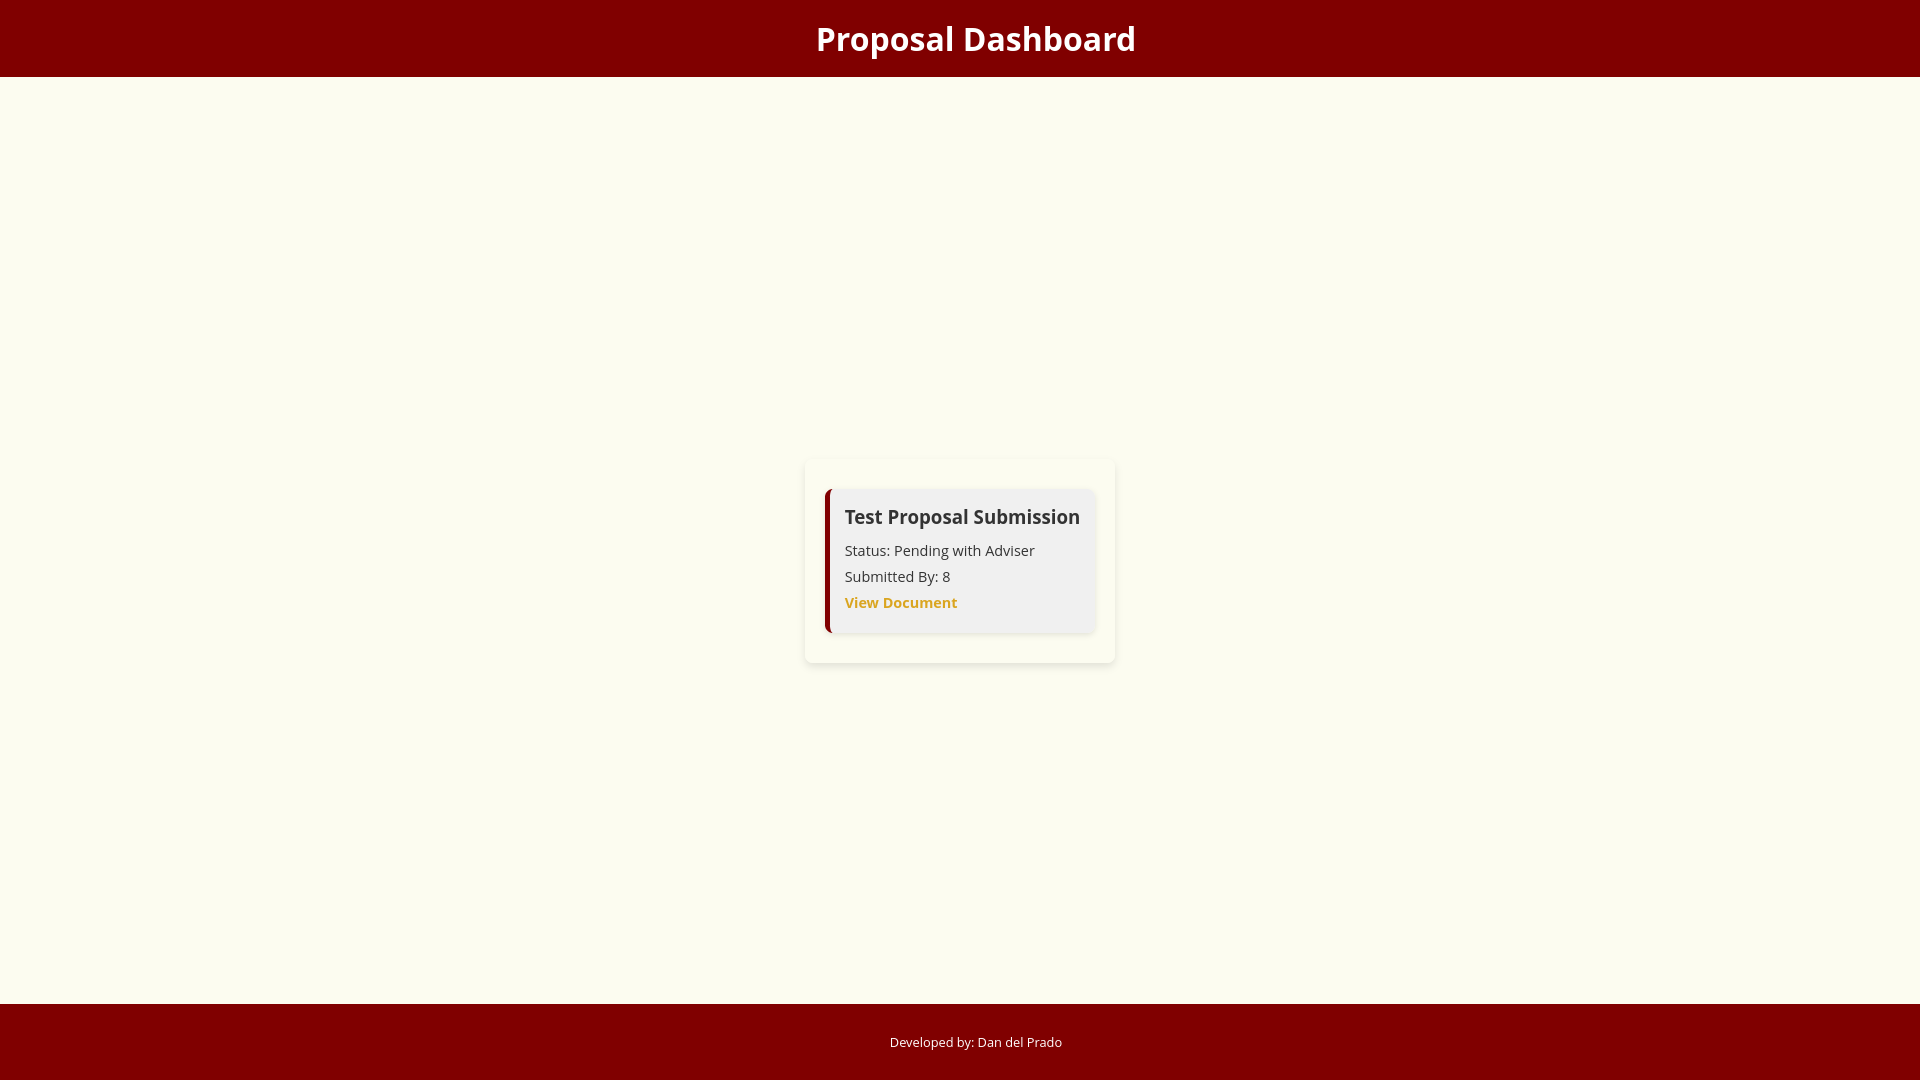 Proposal Dashboard
Test Proposal Submission
Status: Pending with Adviser
Submitted By: 8
View Document
Developed by: Dan del Prado